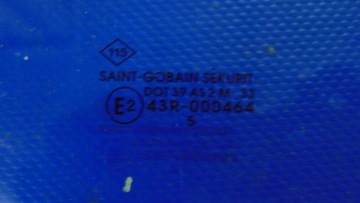 115
SAINT-GOBAIN SEKURIT
DOT 39 AS 2 M 33
E2 43R-000464
. . 5